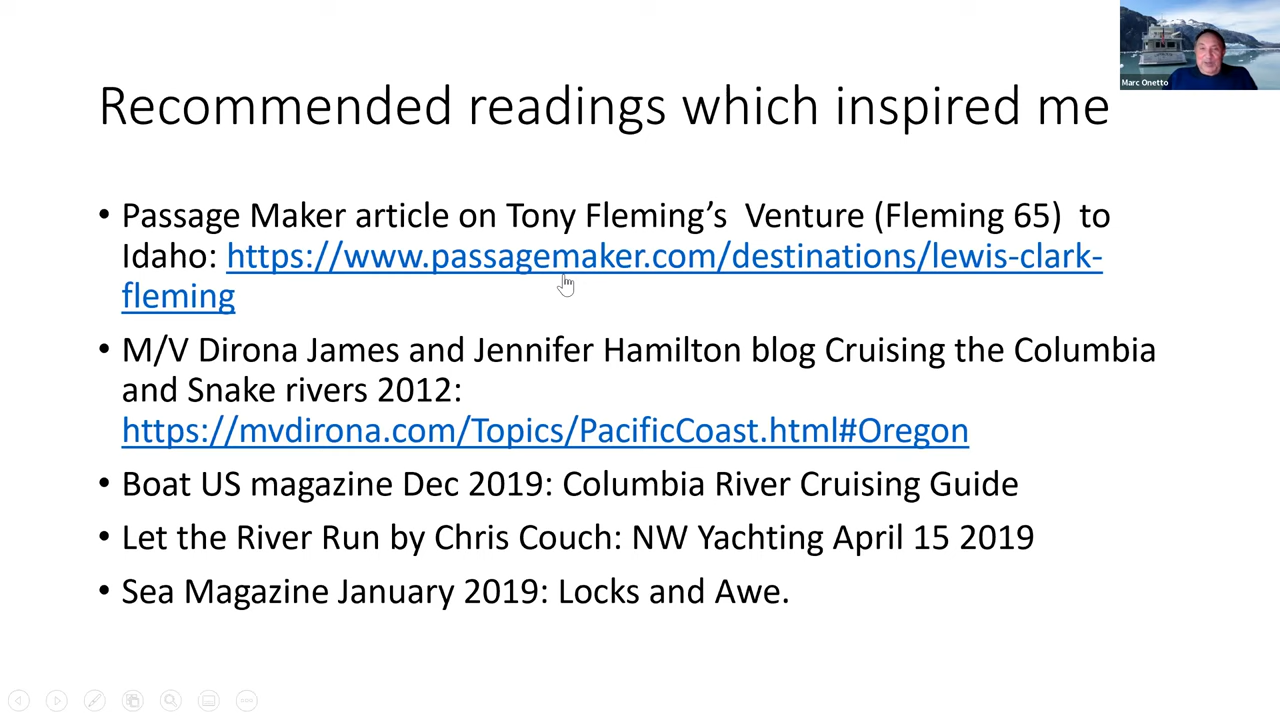 Marc Onetto
Recommended readings which inspired me
• Passage Maker article on Tony Fleming’s  Venture (Fleming 65)  to
Idaho: https://www.passagemaker.com/destinations/lewis-clark-
fleming
• M/V Dirona James and Jennifer Hamilton blog Cruising the Columbia
and Snake rivers 2012:
https://mvdirona.com/Topics/PacificCoast.html#Oregon
• Boat US magazine Dec 2019: Columbia River Cruising Guide
• Let the River Run by Chris Couch: NW Yachting April 15 2019
• Sea Magazine January 2019: Locks and Awe.